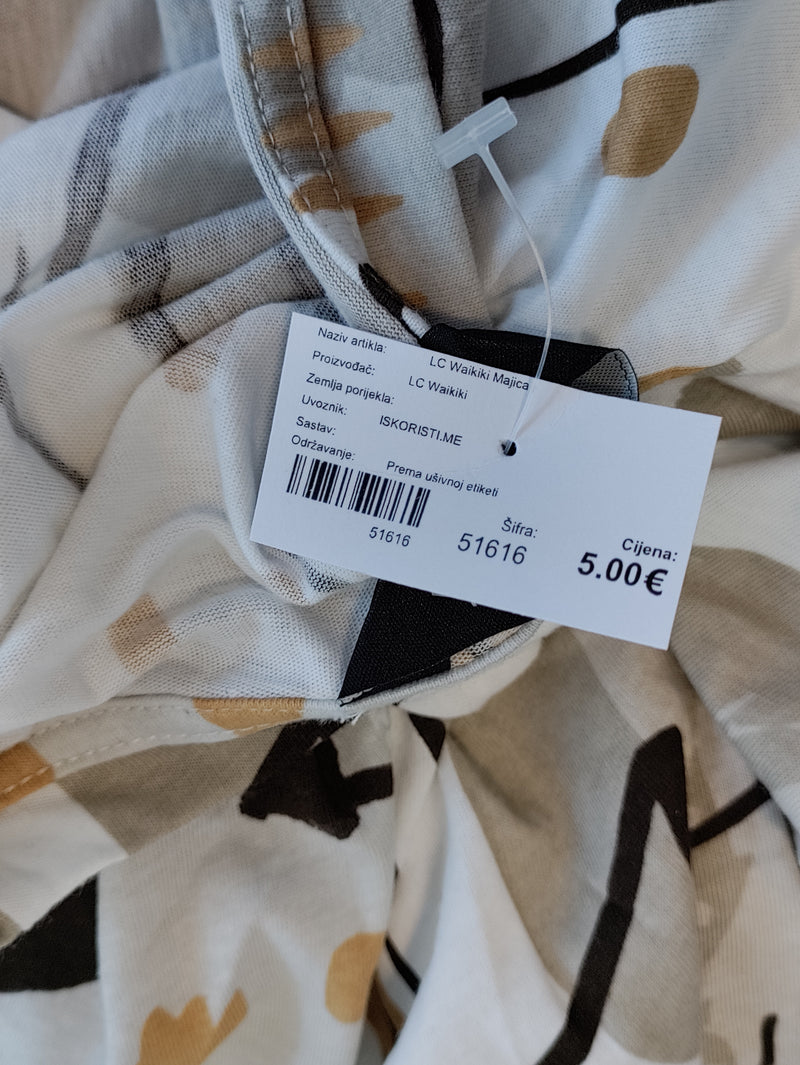 Naziv artikla: LC Waikiki Majica
Proizvođač: LC Waikiki
Zemlja porijekla:
Uvoznik: ISKORISTI.ME
Sastav:
Održavanje: Prema ušivnoj etiketi
51616
Šifra:
51616
Cijena:
5.00€